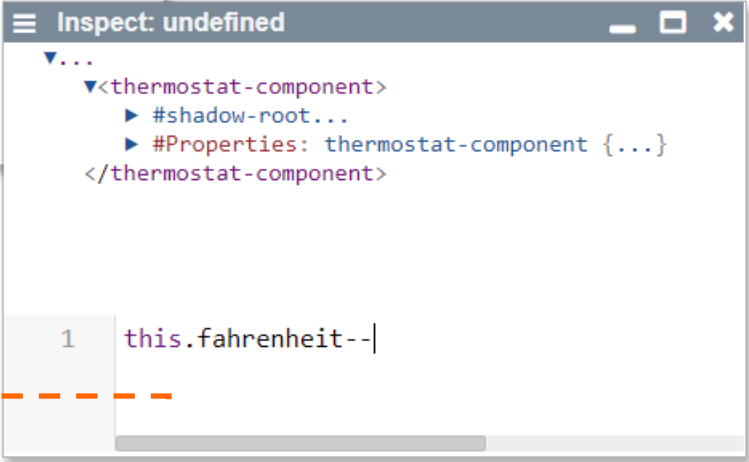 Inspect: undefined
▼...
▼<thermostat-component>
▶ #shadow-root...
▶ #Properties: thermostat-component {...}
</thermostat-component>
1 this.fahrenheit--